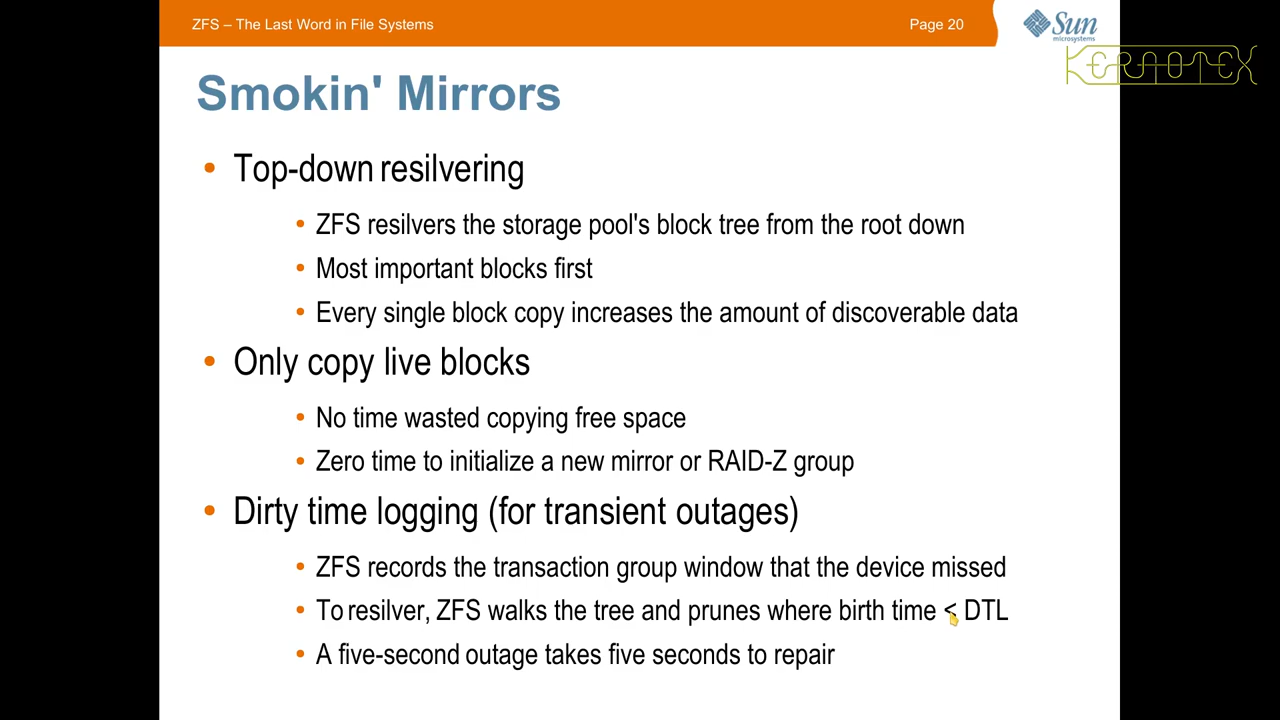 ZFS – The Last Word in File Systems
Page 20
Sun
microsystems
KERNOTEX
Smokin' Mirrors
• Top-down resilvering
• ZFS resilvers the storage pool's block tree from the root down
• Most important blocks first
• Every single block copy increases the amount of discoverable data
• Only copy live blocks
• No time wasted copying free space
• Zero time to initialize a new mirror or RAID-Z group
• Dirty time logging (for transient outages)
• ZFS records the transaction group window that the device missed
• To resilver, ZFS walks the tree and prunes where birth time < DTL
• A five-second outage takes five seconds to repair